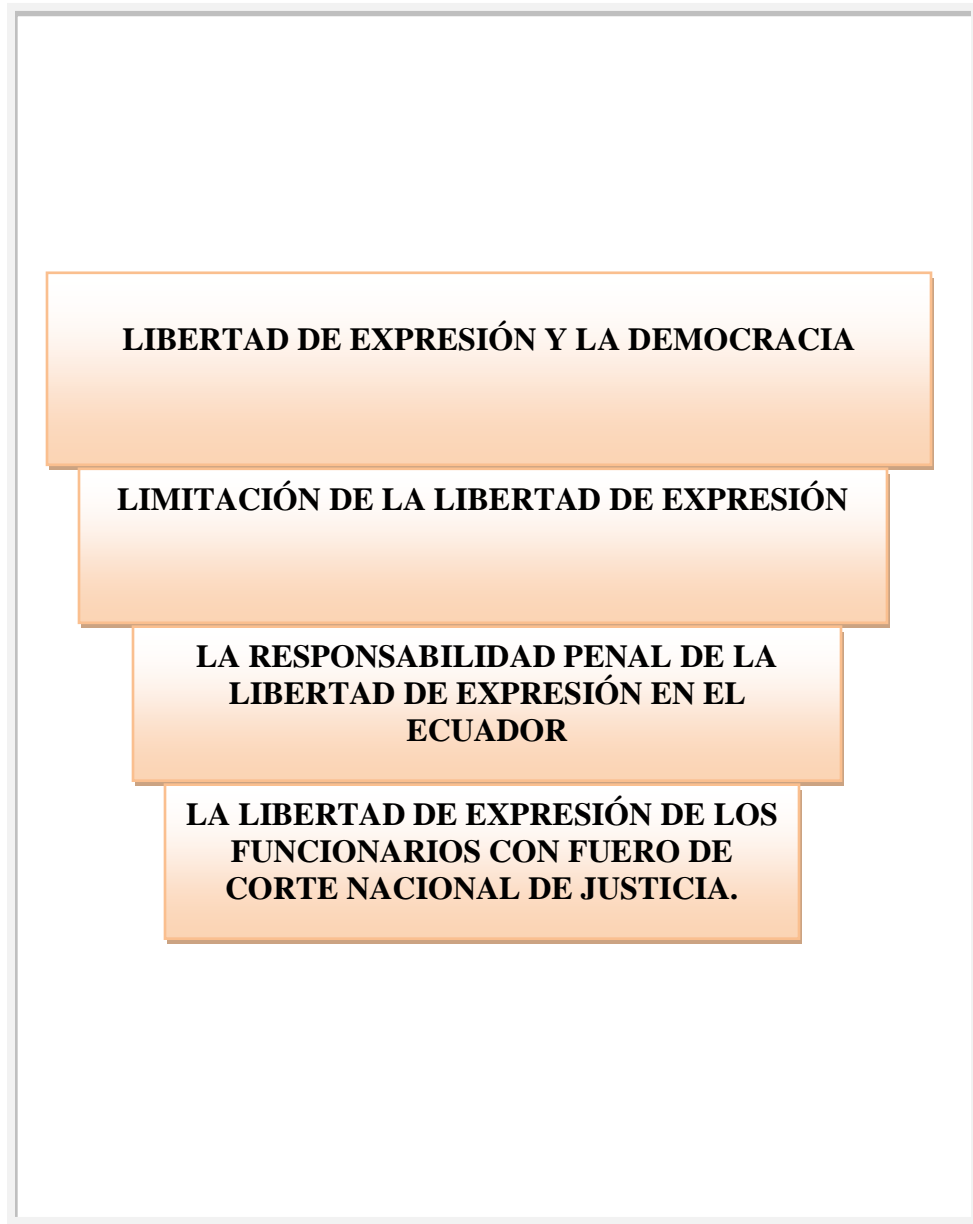 LIBERTAD DE EXPRESIÓN Y LA DEMOCRACIA
LIMITACIÓN DE LA LIBERTAD DE EXPRESIÓN
LA RESPONSABILIDAD PENAL DE LA
LIBERTAD DE EXPRESIÓN EN EL
ECUADOR
LA LIBERTAD DE EXPRESIÓN DE LOS
FUNCIONARIOS CON FUERO DE
CORTE NACIONAL DE JUSTICIA.